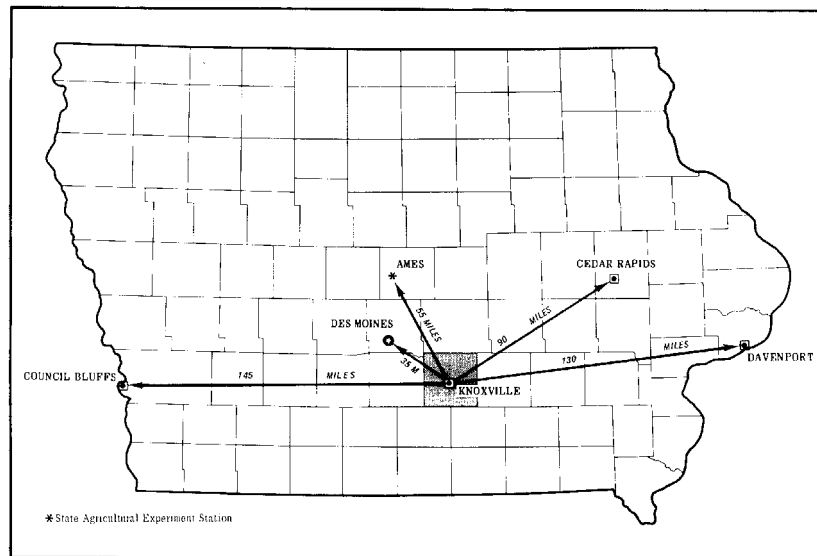 AMES
CEDAR RAPIDS
55 MILES
DES MOINES
90 MILES
MILES
35 M.
130
DAVENPORT
COUNCIL BLUFFS
145 MILES
KNOXVILLE
* State Agricultural Experiment Station